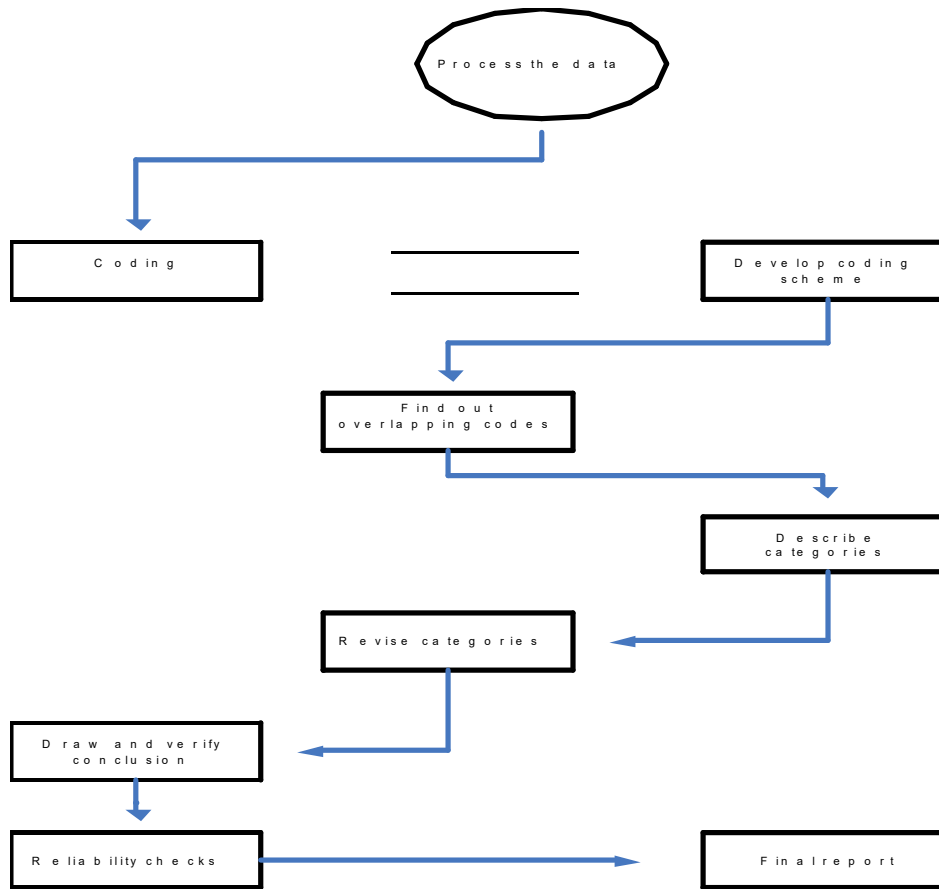 Process the data
Coding
Develop coding
scheme
Find out
overlapping codes
Describe
categories
Revise categories
Draw and verify
conclusion
Reliability checks
Final report